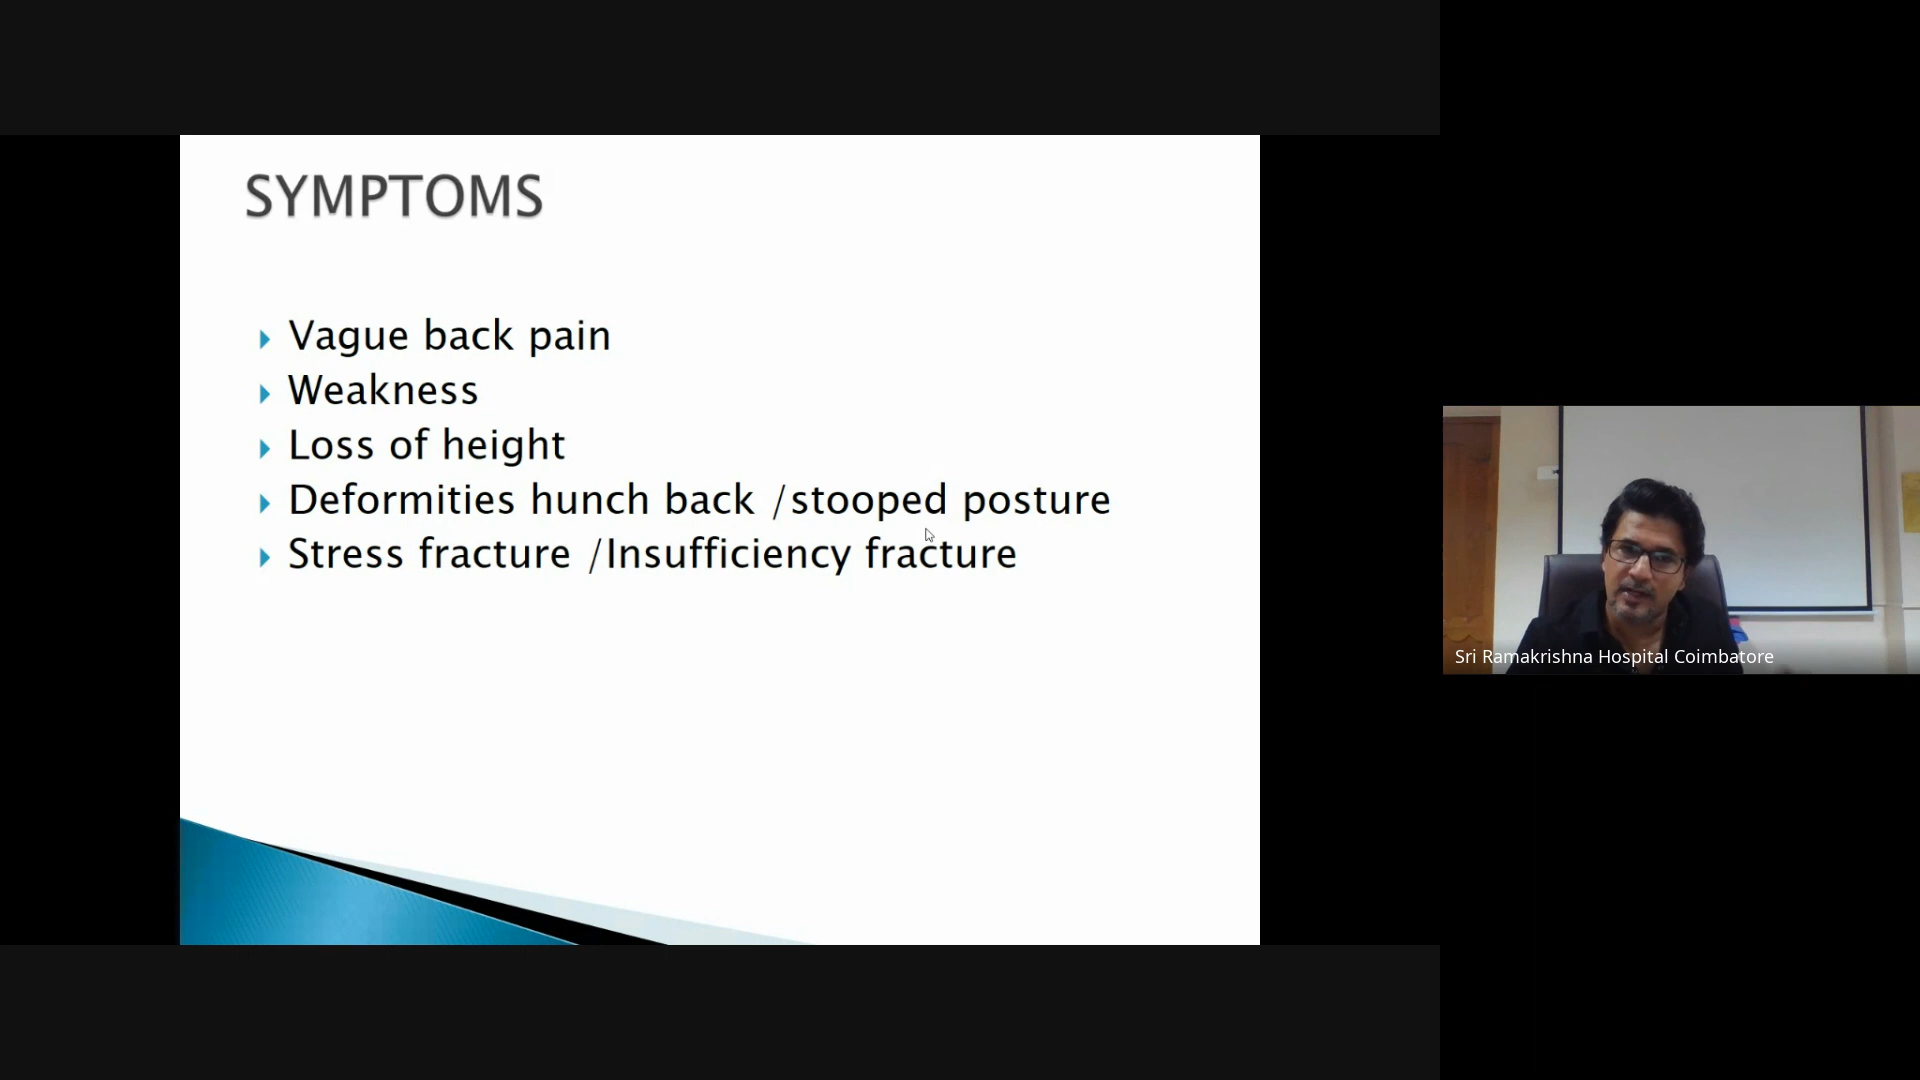 SYMPTOMS
Vague back pain
Weakness
Loss of height
Deformities hunch back /stooped posture
Stress fracture /Insufficiency fracture
Sri Ramakrishna Hospital Coimbatore